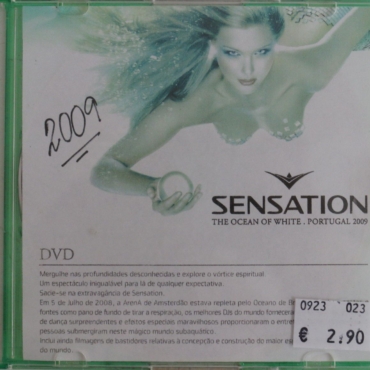 2009
SENSATION
THE OCEAN OF WHITE . PORTUGAL 2009
DVD
Mergulhe nas profundidades desconhecidas e explore o vórtice espiritual.
Um espectáculo inigualável para lá de qualquer expectativa.
Sacie-se na extravagância de Sensation.
Em 5 de Julho de 2008, a ArenA de Amsterdão estava repleta pelo Oceano de
fontes como pano de fundo de tirar a respiração, os melhores DJs do mundo
de dança surpreendentes e efeitos especiais maravilhosos proporcionaram o
pessoas submergirem neste mágico mundo subaquático.
Incluí ando filmagens de bastidores relativas à concepção e construção do maior
do mundo.
0923 023
€ 2.90